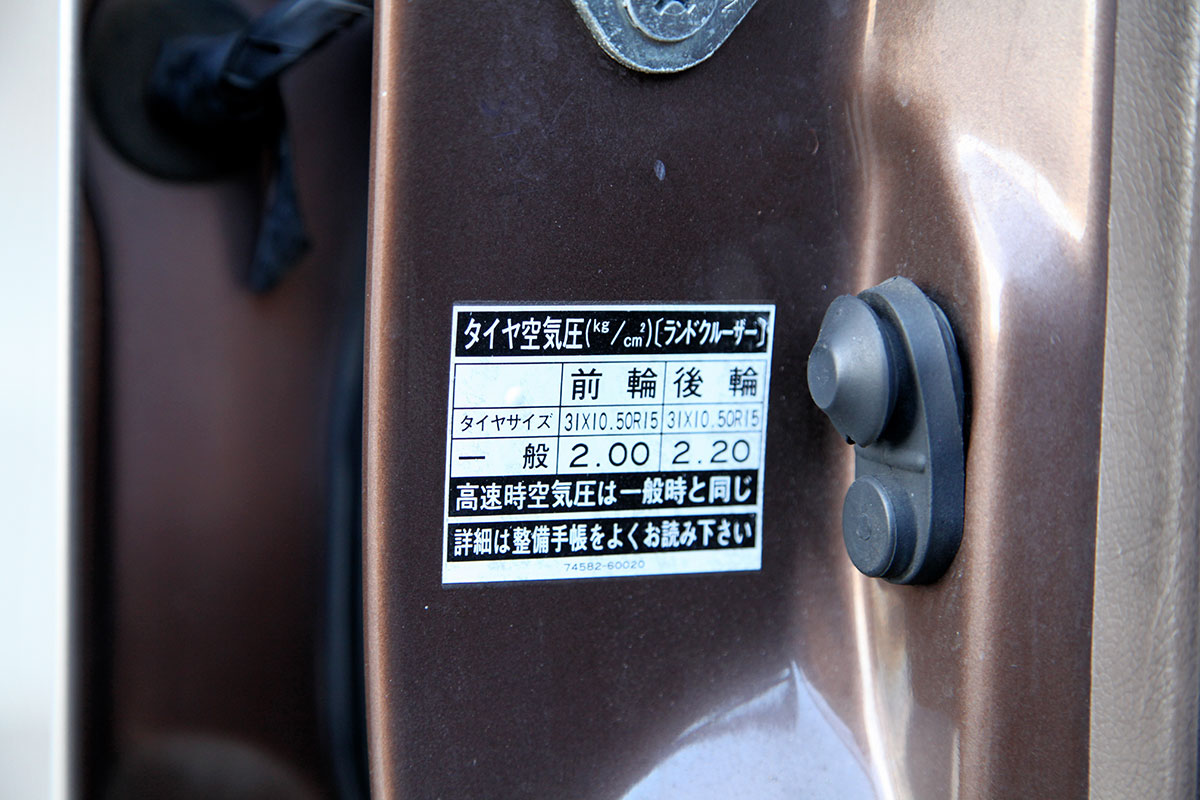 タイヤ空気圧(kg/cm²)〔ランドクルーザー〕
前輪 後輪
タイヤサイズ 31X10.50R15 31X10.50R15
一般 2.00 2.20
高速時空気圧は一般時と同じ
詳細は整備手帳をよくお読み下さい
74582-60020